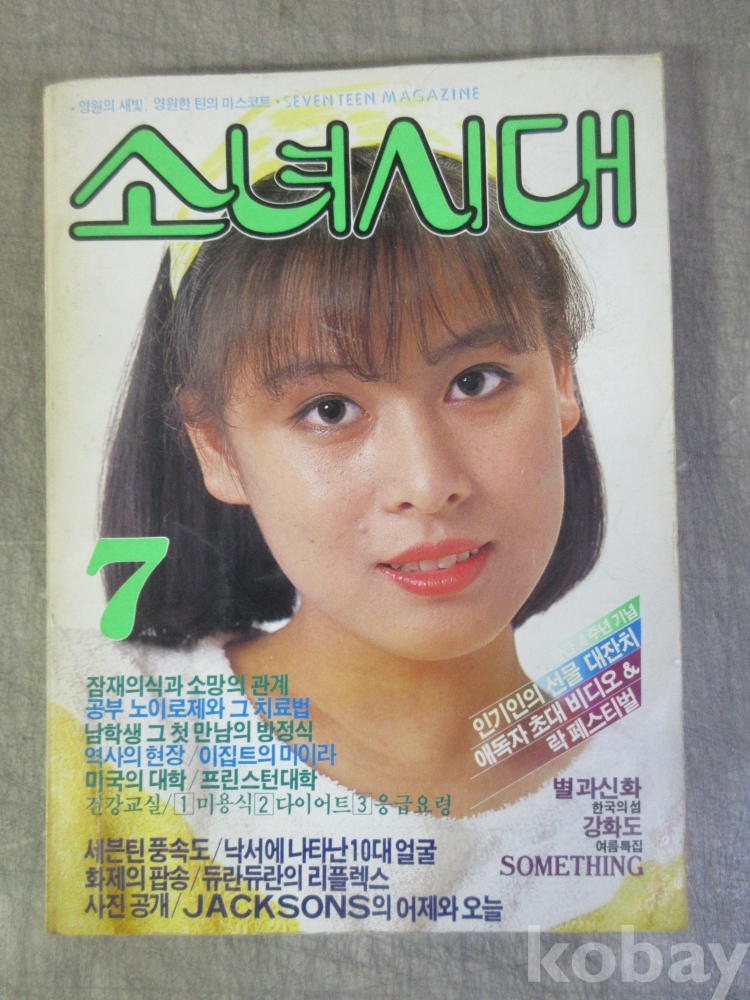 • 영원의 새빛, 영원한 틴의 마스코트 • SEVENTEEN MAGAZINE
소녀시대
7
잠재의식과 소망의 관계
공부 노이로제와 그 치료법
남학생 그 첫 만남의 방정식
역사의 현장/이집트의 미이라
미국의 대학/프린스턴대학
건강교실/1미용식2다이어트3응급요령
세븐틴 풍속도/낙서에 나타난 10대 얼굴
화제의 팝송/듀란듀란의 리플렉스
사진 공개/JACKSONS의 어제와 오늘
4주년 기념
인기인의 선물 대잔치
애독자 초대 비디오 &
락 페스티벌
별과신화
한국의섬
강화도
여름특집
SOMETHING
kobay